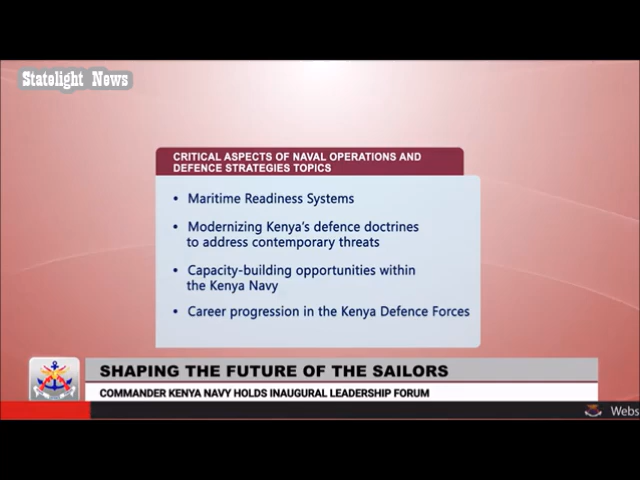 Statelight News
CRITICAL ASPECTS OF NAVAL OPERATIONS AND
DEFENCE STRATEGIES TOPICS
• Maritime Readiness Systems
• Modernizing Kenya's defence doctrines
to address contemporary threats
• Capacity-building opportunities within
the Kenya Navy
• Career progression in the Kenya Defence Forces
SHAPING THE FUTURE OF THE SAILORS
COMMANDER KENYA NAVY HOLDS INAUGURAL LEADERSHIP FORUM
Webs